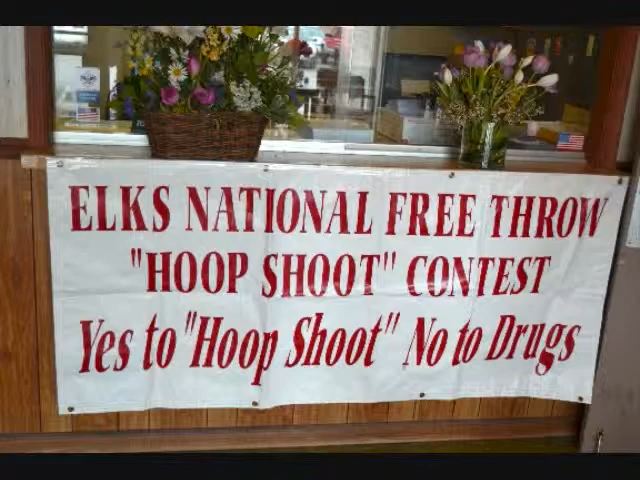 ELKS NATIONAL FREE THROW
"HOOP SHOOT" CONTEST
Yes to "Hoop Shoot" No to Drugs